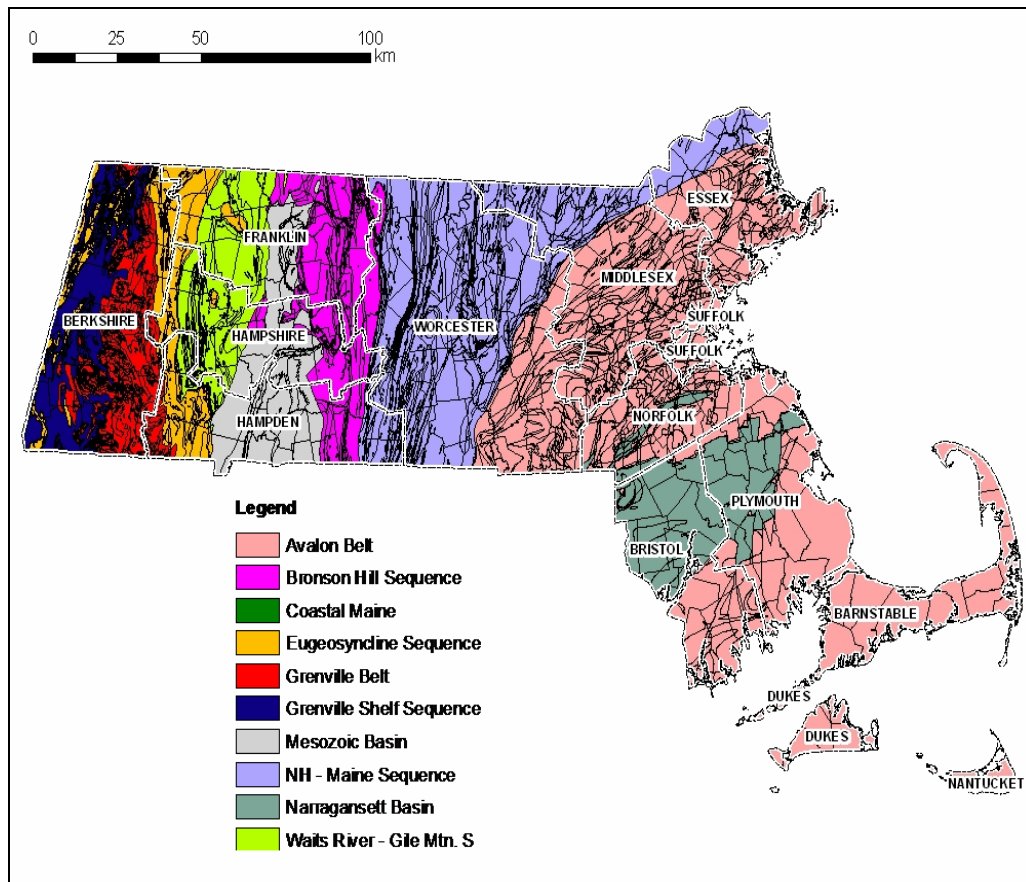 0 25 50 100
km
ESSEX
FRANKLIN
MIDDLESEX
BERKSHIRE
SUFFOLK
WORCESTER
HAMPSHIRE
SUFFOLK
NORFOLK
HAMPDEN
PLYMOUTH
BRISTOL
BARNSTABLE
DUKES
DUKES
NANTUCKET
Legend
Avalon Belt
Bronson Hill Sequence
Coastal Maine
Eugeosyncline Sequence
Grenville Belt
Grenville Shelf Sequence
Mesozoic Basin
NH - Maine Sequence
Narragansett Basin
Waits River - Gile Mtn. S